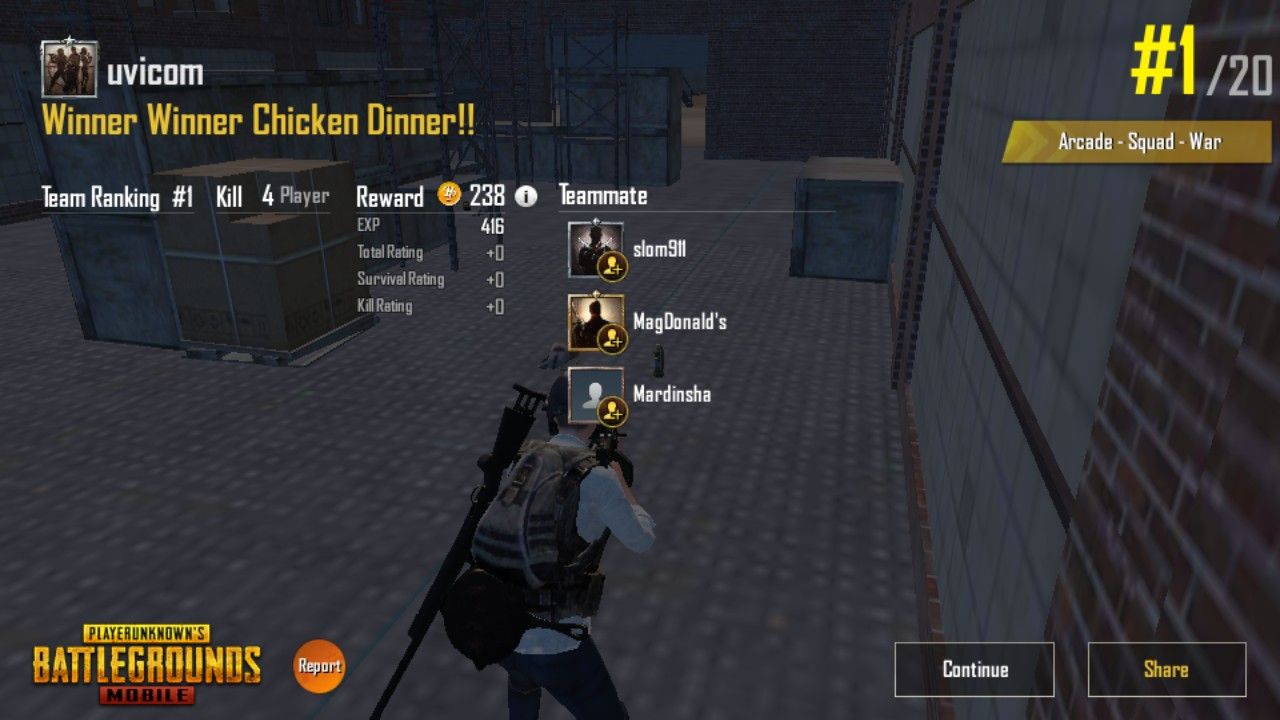 uvicom
Winner Winner Chicken Dinner!!
#1/20
Arcade - Squad - War
Team Ranking #1 Kill 4 Player
Reward 238 i
EXP 416
Total Rating +0
Survival Rating +0
Kill Rating +0
Teammate
slom911
MagDonald's
Mardinsha
PLAYERUNKNOWN'S
BATTLEGROUNDS
MOBILE
Report
Continue
Share